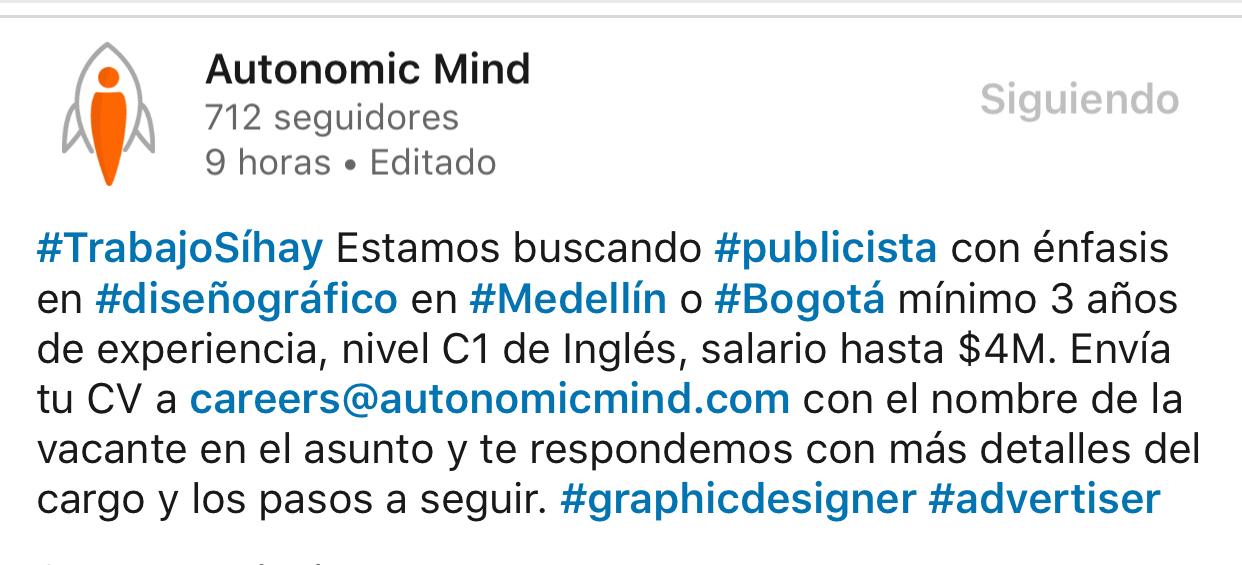 Autonomic Mind
712 seguidores
Siguiendo
9 horas • Editado
#TrabajoSíhay Estamos buscando #publicista con énfasis
en #diseñográfico en #Medellín o #Bogotá mínimo 3 años
de experiencia, nivel C1 de Inglés, salario hasta $4M. Envía
tu CV a careers@autonomicmind.com con el nombre de la
vacante en el asunto y te respondemos con más detalles del
cargo y los pasos a seguir. #graphicdesigner #advertiser